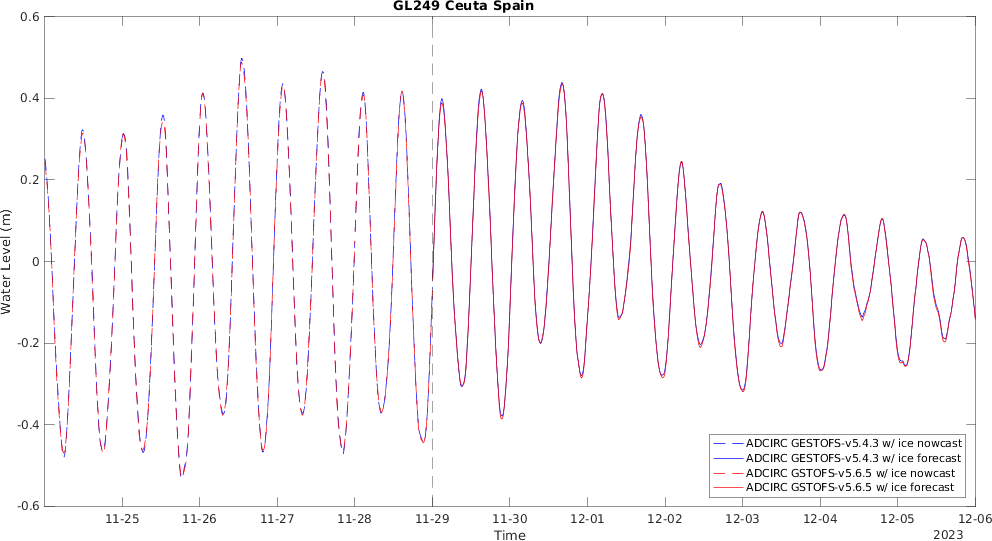 GL249 Ceuta Spain
0.6
0.4
0.2
0
-0.2
-0.4
-0.6
Water Level (m)
ADCIRC GESTOFS-v5.4.3 w/ ice nowcast
ADCIRC GESTOFS-v5.4.3 w/ ice forecast
ADCIRC GSTOFS-v5.6.5 w/ ice nowcast
ADCIRC GSTOFS-v5.6.5 w/ ice forecast
11-25 11-26 11-27 11-28 11-29 11-30 12-01 12-02 12-03 12-04 12-05 12-06
Time
2023